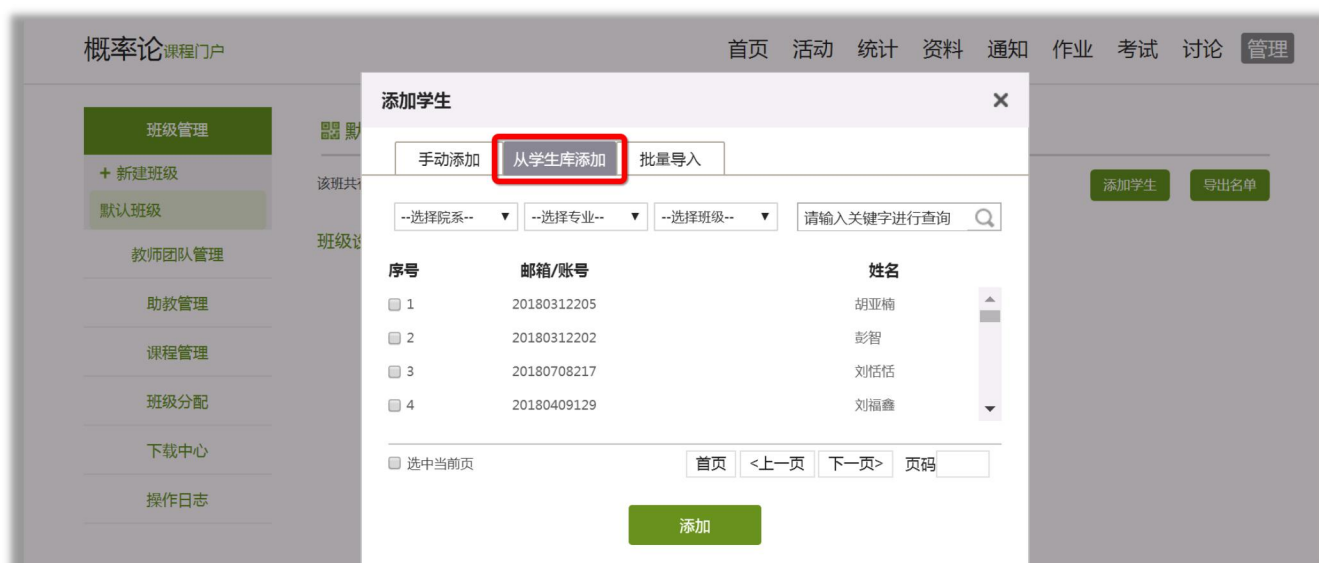 概率论课程门户
首页 活动 统计 资料 通知 作业 考试 讨论 管理
添加学生
班级管理
默
手动添加 从学生库添加 批量导入
+ 新建班级
该班共有
添加学生 导出名单
默认班级
--选择院系-- --选择专业-- --选择班级-- 请输入关键字进行查询
班级设
教师团队管理
序号 邮箱/账号 姓名
助教管理
1 20180312205 胡亚楠
2 20180312202 彭智
课程管理
3 20180708217 刘恬恬
班级分配
4 20180409129 刘福鑫
下载中心
选中当前页 首页 <上一页 下一页> 页码
操作日志
添加